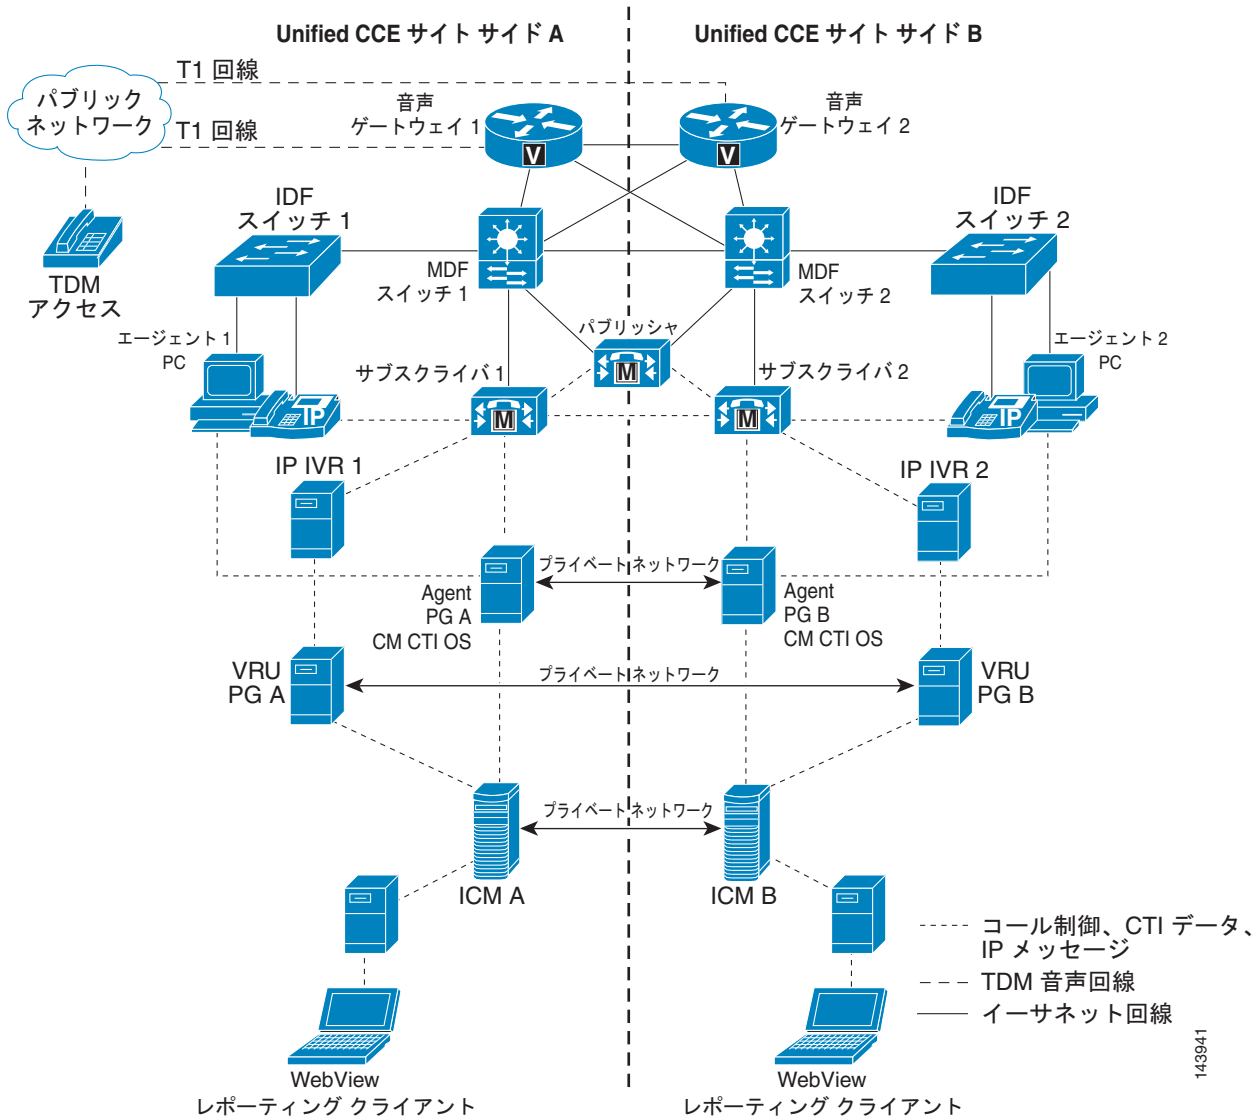 Unified CCE サイト サイド A
Unified CCE サイト サイド B
T1 回線
パブリック
ネットワーク
T1 回線
音声
ゲートウェイ 1
音声
ゲートウェイ 2
V
V
IDF
スイッチ 1
IDF
スイッチ 2
TDM
アクセス
MDF
スイッチ 1
MDF
スイッチ 2
パブリッシャ
エージェント 1
PC
エージェント 2
PC
サブスクライバ 1
サブスクライバ 2
M
M
M
IP
IP
IP IVR 1
IP IVR 2
プライベート ネットワーク
Agent
PG A
CM CTI OS
Agent
PG B
CM CTI OS
VRU
PG A
プライベート ネットワーク
VRU
PG B
プライベート ネットワーク
ICM A
ICM B
コール制御、CTI データ、
IP メッセージ
TDM 音声回線
イーサネット回線
WebView
レポーティング クライアント
WebView
レポーティング クライアント
143941